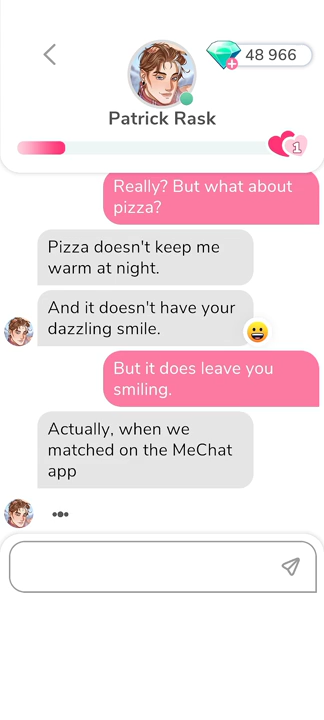 48 966
Patrick Rask
1
Really? But what about
pizza?
Pizza doesn't keep me
warm at night.
And it doesn't have your
dazzling smile.
But it does leave you
smiling.
Actually, when we
matched on the MeChat
app